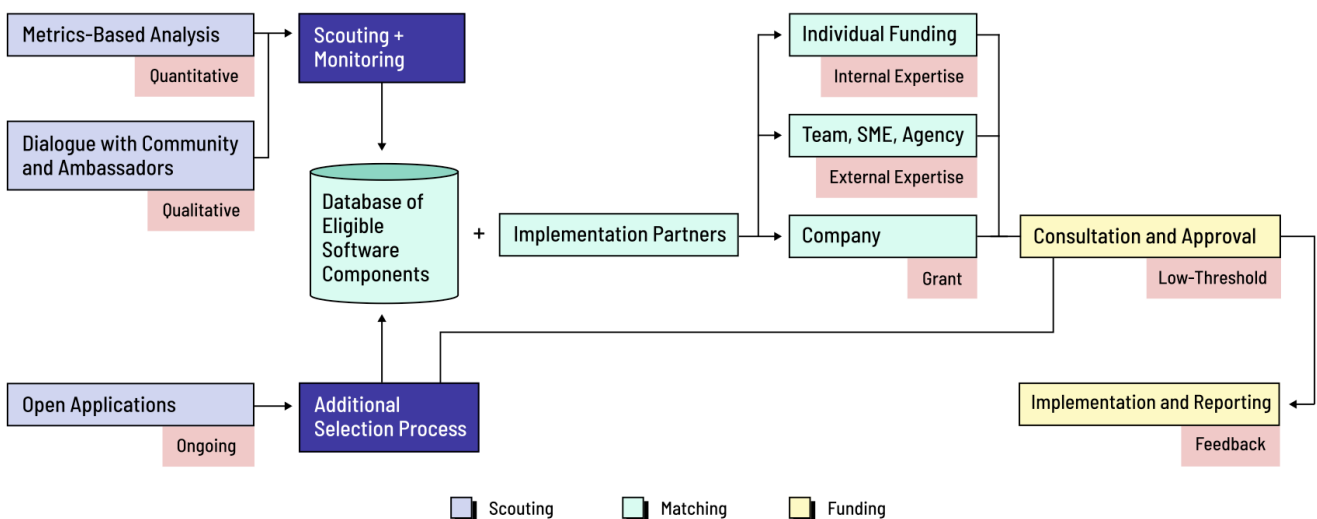 Metrics-Based Analysis
Quantitative
Dialogue with Community
and Ambassadors
Qualitative
Scouting +
Monitoring
Database of
Eligible
Software
Components
+
Implementation Partners
Individual Funding
Internal Expertise
Team, SME, Agency
External Expertise
Company
Grant
Consultation and Approval
Low-Threshold
Open Applications
Ongoing
Additional
Selection Process
Implementation and Reporting
Feedback
Scouting
Matching
Funding